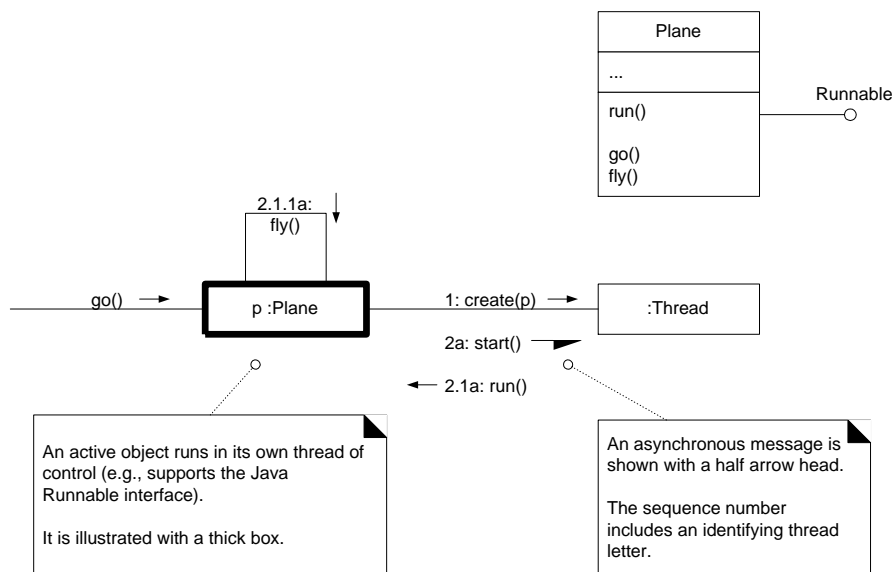 Plane
...
Runnable
run()
go()
fly()
2.1.1a:
fly()
go()
p :Plane
1: create(p)
:Thread
2a: start()
2.1a: run()
An active object runs in its own thread of
control (e.g., supports the Java
Runnable interface).
It is illustrated with a thick box.
An asynchronous message is
shown with a half arrow head.
The sequence number
includes an identifying thread
letter.